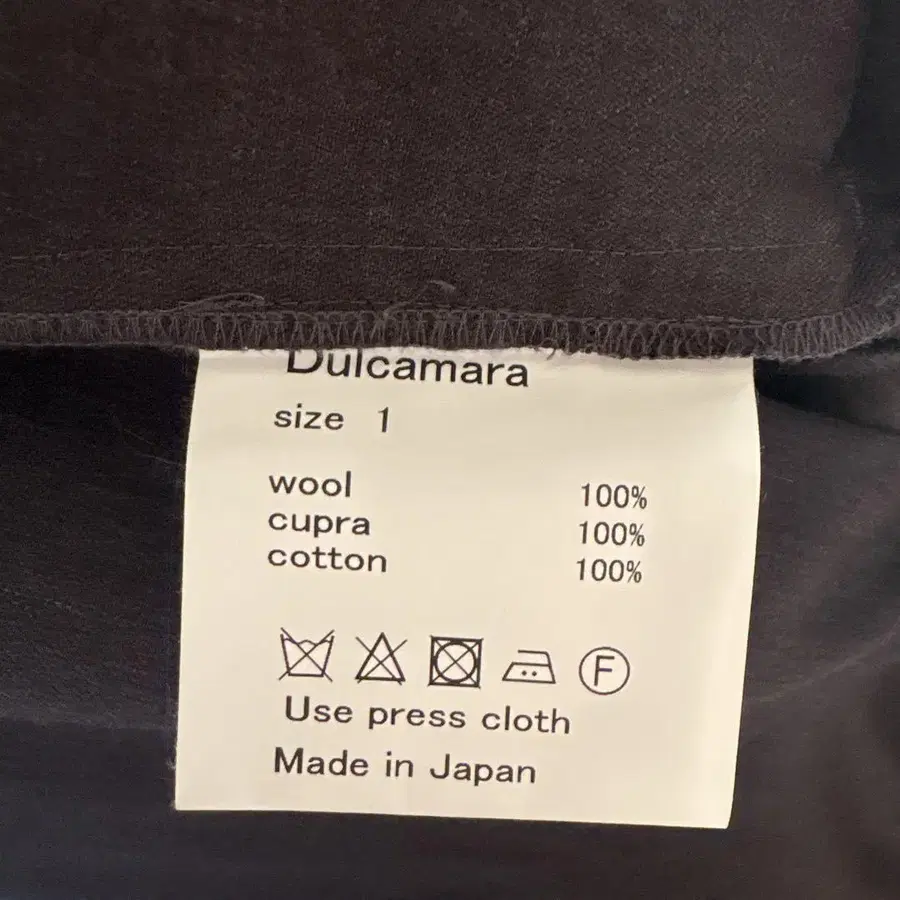 Dulcamara
size 1
wool 100%
cupra 100%
cotton 100%
F
Use press cloth
Made in Japan